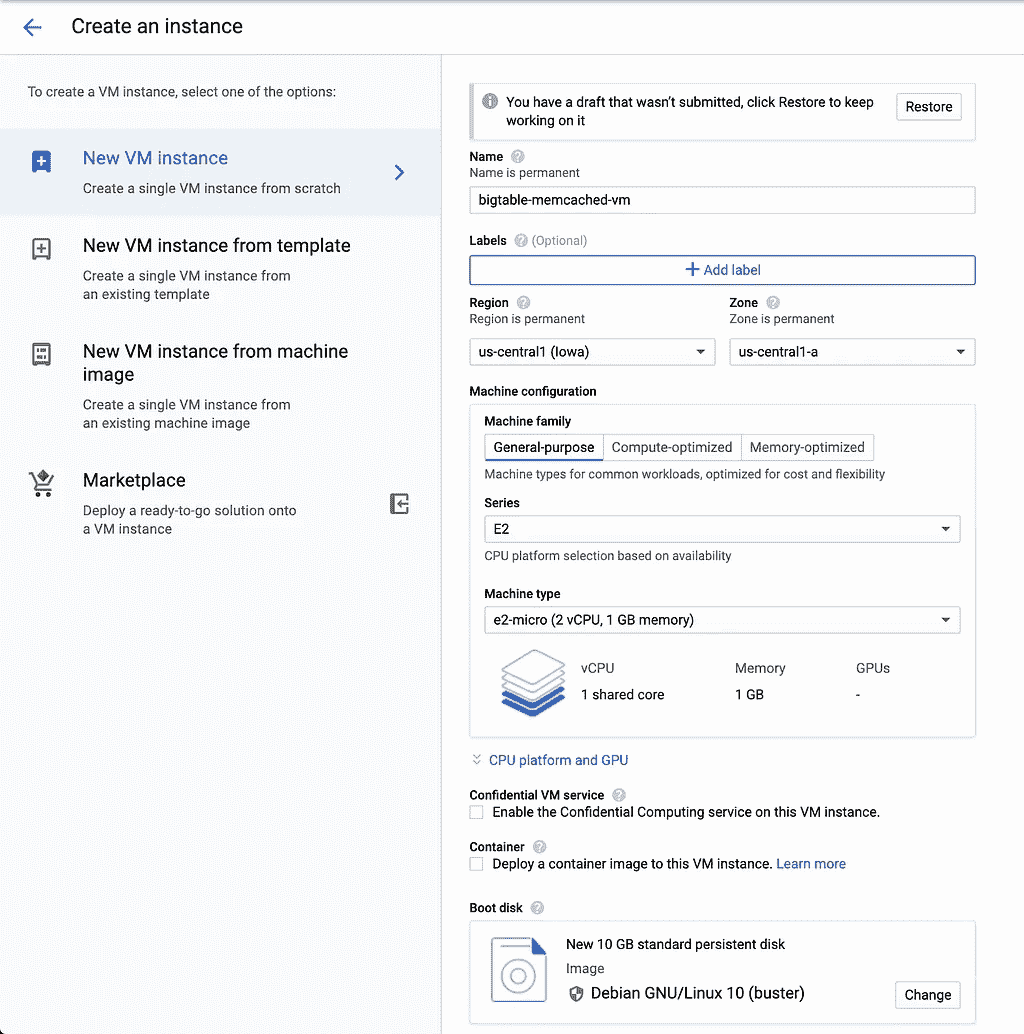 Create an instance
To create a VM instance, select one of the options:
New VM instance
Create a single VM instance from scratch
New VM instance from template
Create a single VM instance from
an existing template
New VM instance from machine
image
Create a single VM instance from
an existing machine image
Marketplace
Deploy a ready-to-go solution onto
a VM instance
You have a draft that wasn't submitted, click Restore to keep
working on it
Restore
Name
Name is permanent
bigtable-memcached-vm
Labels (Optional)
Add label
Region
Region is permanent
us-central1 (Iowa)
Zone
Zone is permanent
us-central1-a
Machine configuration
Machine family
General-purpose Compute-optimized Memory-optimized
Machine types for common workloads, optimized for cost and flexibility
Series
E2
CPU platform selection based on availability
Machine type
e2-micro (2 vCPU, 1 GB memory)
vCPU Memory GPUs
1 shared core 1 GB -
CPU platform and GPU
Confidential VM service
Enable the Confidential Computing service on this VM instance.
Container
Deploy a container image to this VM instance. Learn more
Boot disk
New 10 GB standard persistent disk
Image
Debian GNU/Linux 10 (buster)
Change